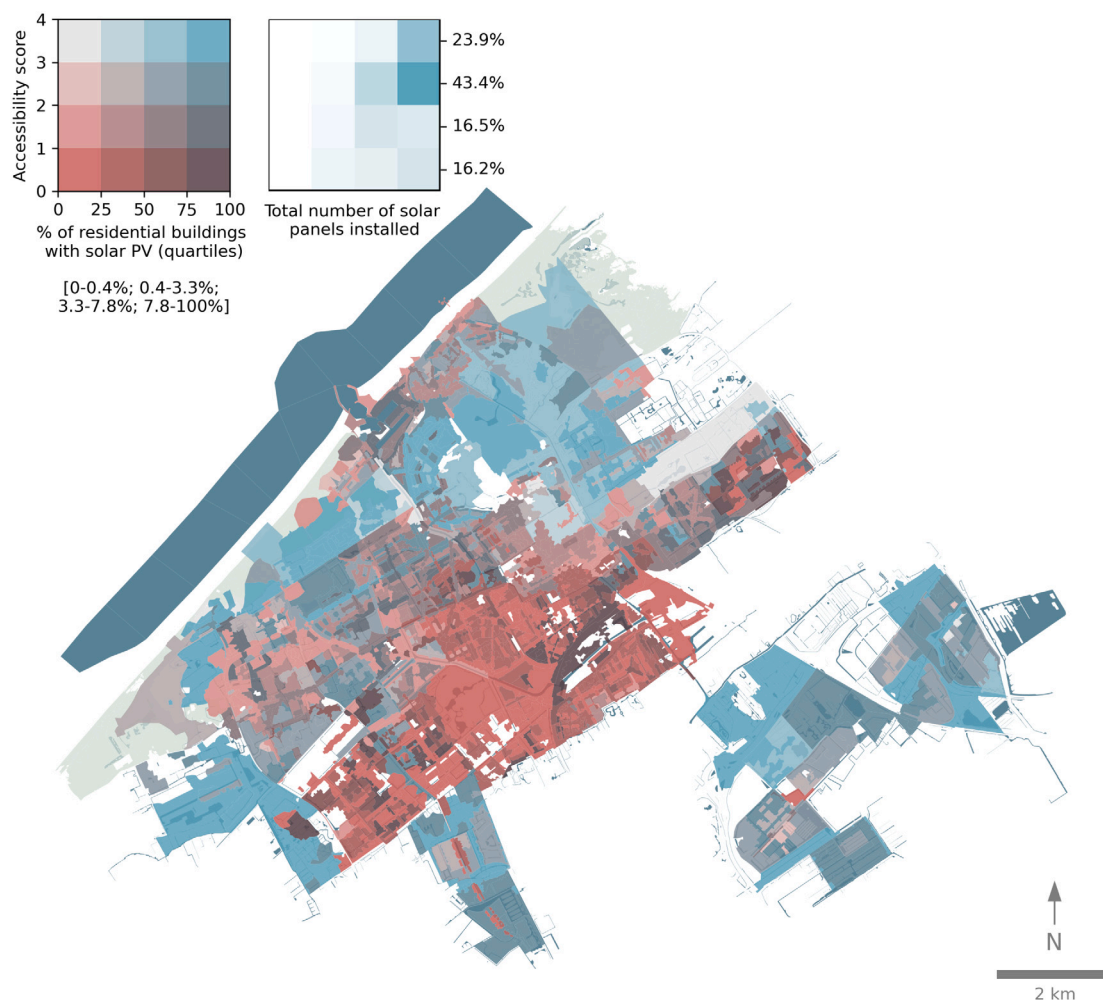 Accessibility score
4
3
2
1
0
0 25 50 75 100
% of residential buildings
with solar PV (quartiles)
[0-0.4%; 0.4-3.3%;
3.3-7.8%; 7.8-100%]
23.9%
43.4%
16.5%
16.2%
Total number of solar
panels installed
N
2 km